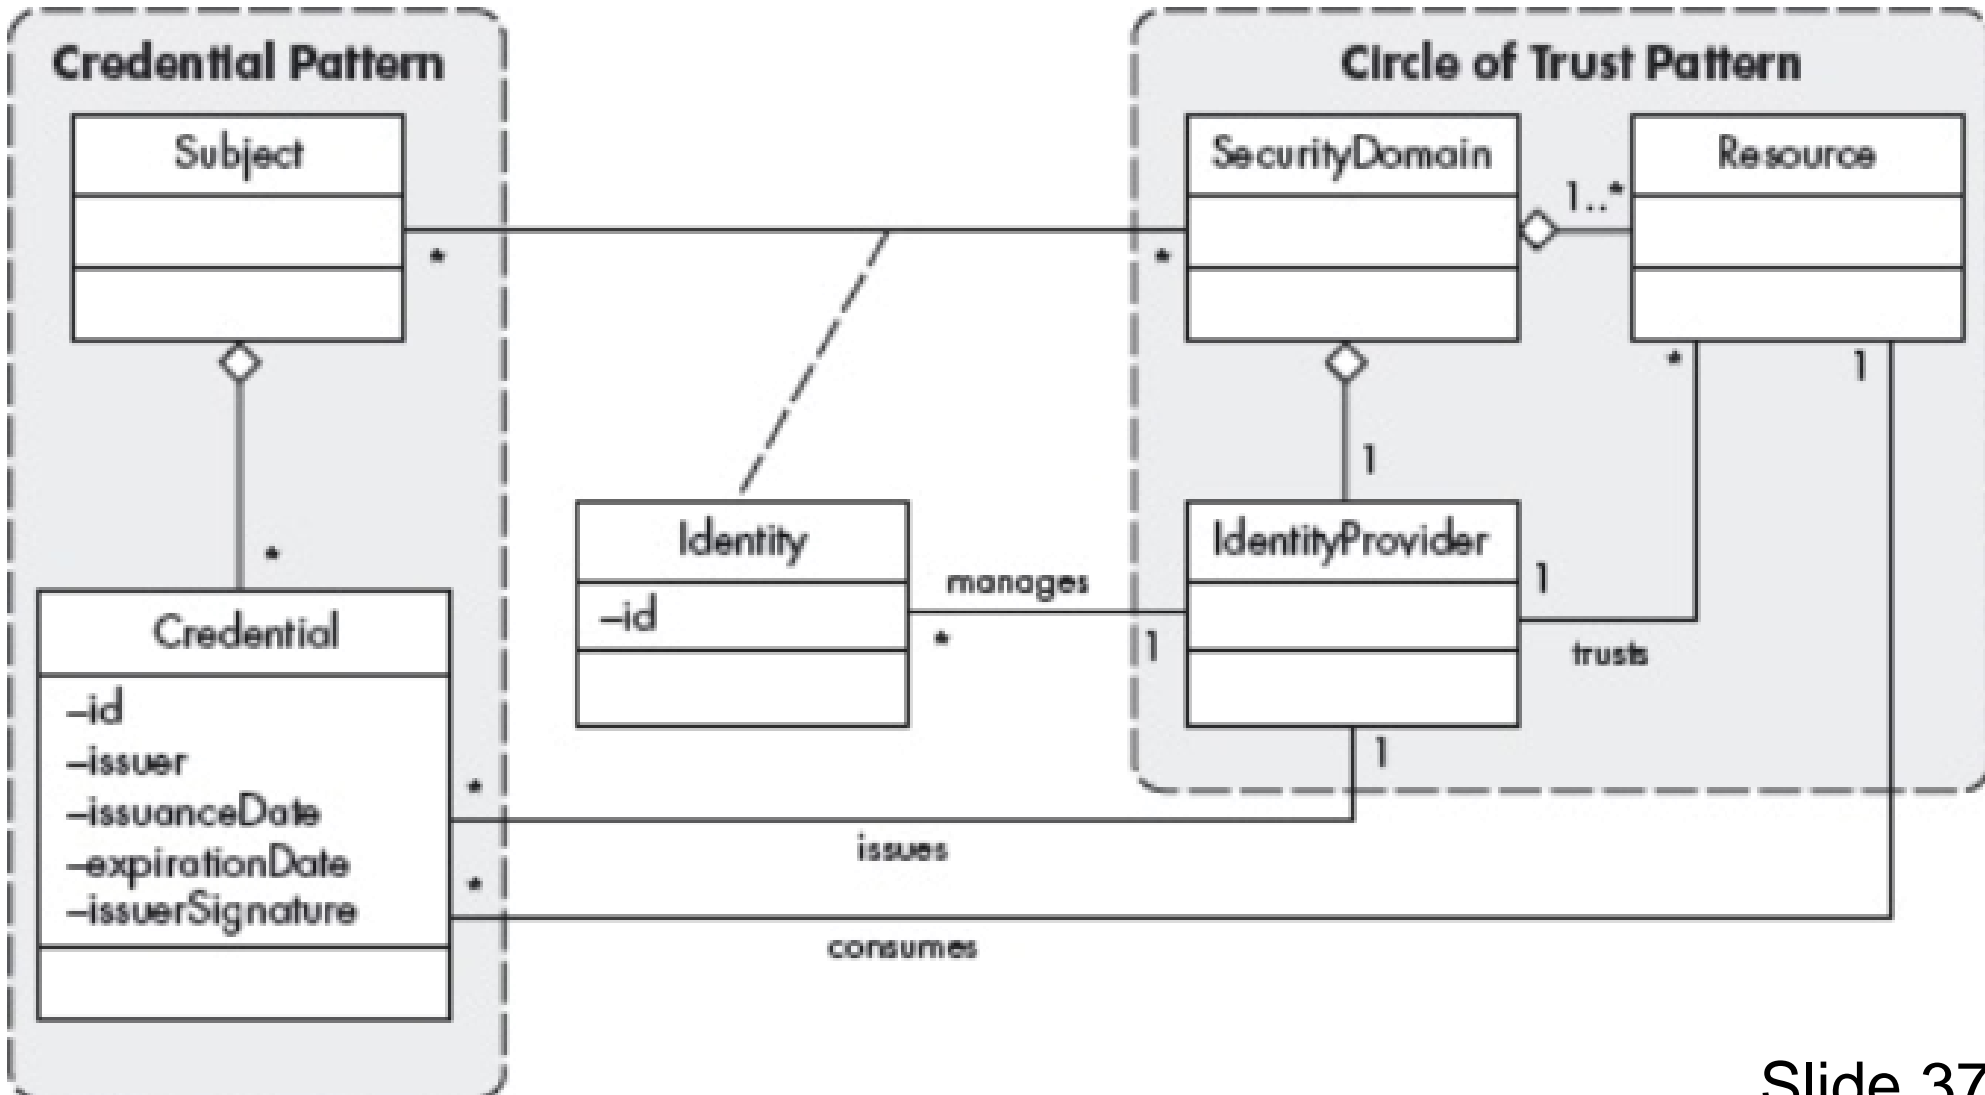 Credential Pattern
Circle of Trust Pattern
Subject
SecurityDomain
Resource
1..*
*
*
*
1
1
*
Identity
–id
manages
*
1
IdentityProvider
1
trusts
1
Credential
–id
–issuer
–issuanceDate
–expirationDate
–issuerSignature
*
issues
*
consumes
Slide 37